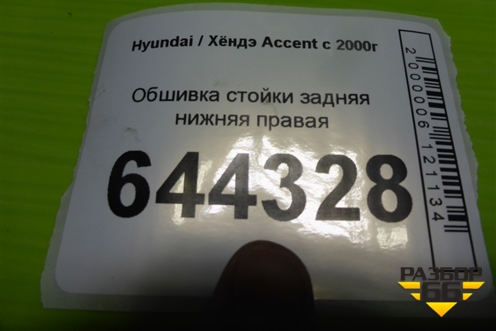 Hyundai / Хёндэ Accent с 2000г
Обшивка стойки задняя
нижняя правая
644328
2000006121134
РАЗБОР
66